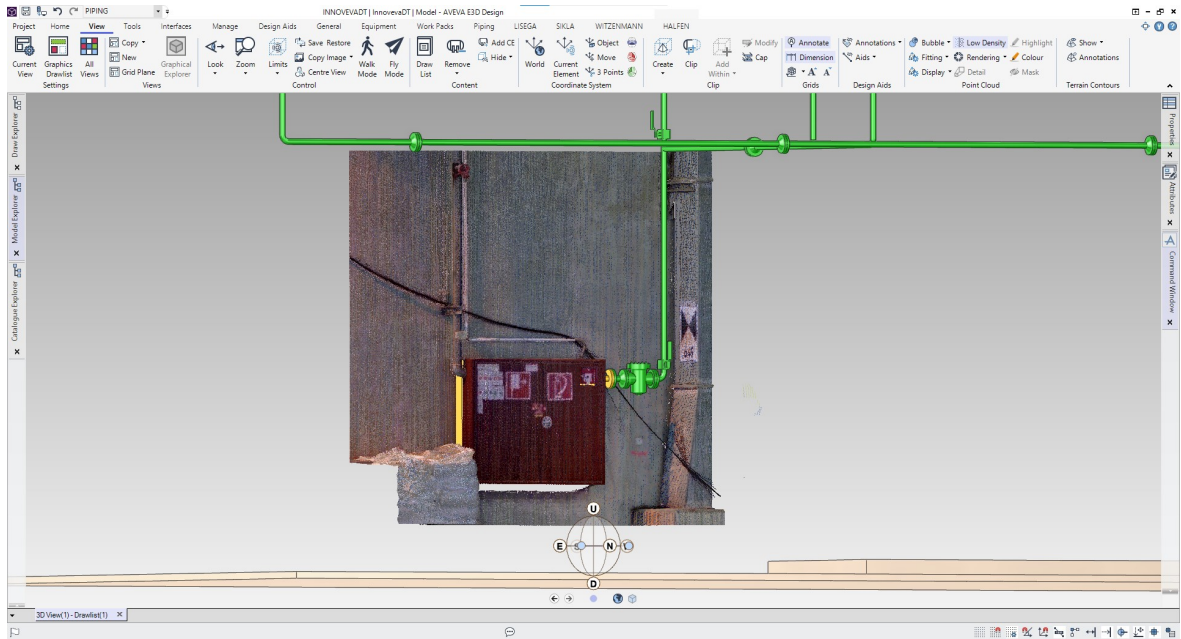 PIPING
INNOVEVADT | InnovevaDT | Model - AVEVA E3D Design
Project Home View Tools Interfaces Manage Design Aids General Equipment Work Packs Piping LISEGA SIKLA WITZENMANN HALFEN
Current View
Graphics Drawlist
All Views
Settings
Copy
New
Grid Plane
Graphical Explorer
Views
Look
Zoom
Limits
Save Restore
Copy Image
Centre View
Walk Mode
Fly Mode
Control
Draw List
Remove
Add CE
Hide
Content
World
Current Element
Object
Move
3 Points
Coordinate System
Create
Clip
Add Within
Modify
Cap
Clip
Annotate
Dimension
A A
Grids
Annotations
Aids
Design Aids
Bubble
Low Density
Highlight
Fitting
Rendering
Colour
Display
Detail
Mask
Point Cloud
Show
Annotations
Terrain Contours
Draw Explorer
Model Explorer
Catalogue Explorer
Properties
Attributes
Command Window
U
E
S
N
D
3D View(1) - Drawlist(1)